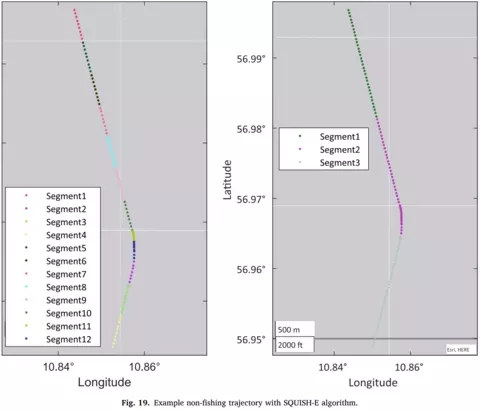 Segment1
Segment2
Segment3
Segment4
Segment5
Segment6
Segment7
Segment8
Segment9
Segment10
Segment11
Segment12
10.84° 10.86°
Longitude
56.99°
56.98°
56.97°
56.96°
56.95°
Latitude
Segment1
Segment2
Segment3
500 m
2000 ft
Esri, HERE
10.84° 10.86°
Longitude
Fig. 19. Example non-fishing trajectory with SQUISH-E algorithm.